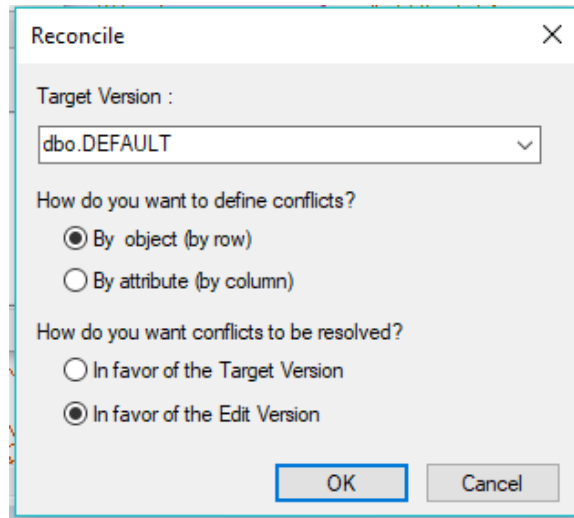 Reconcile
Target Version :
dbo.DEFAULT
How do you want to define conflicts?
By object (by row)
By attribute (by column)
How do you want conflicts to be resolved?
In favor of the Target Version
In favor of the Edit Version
OK Cancel